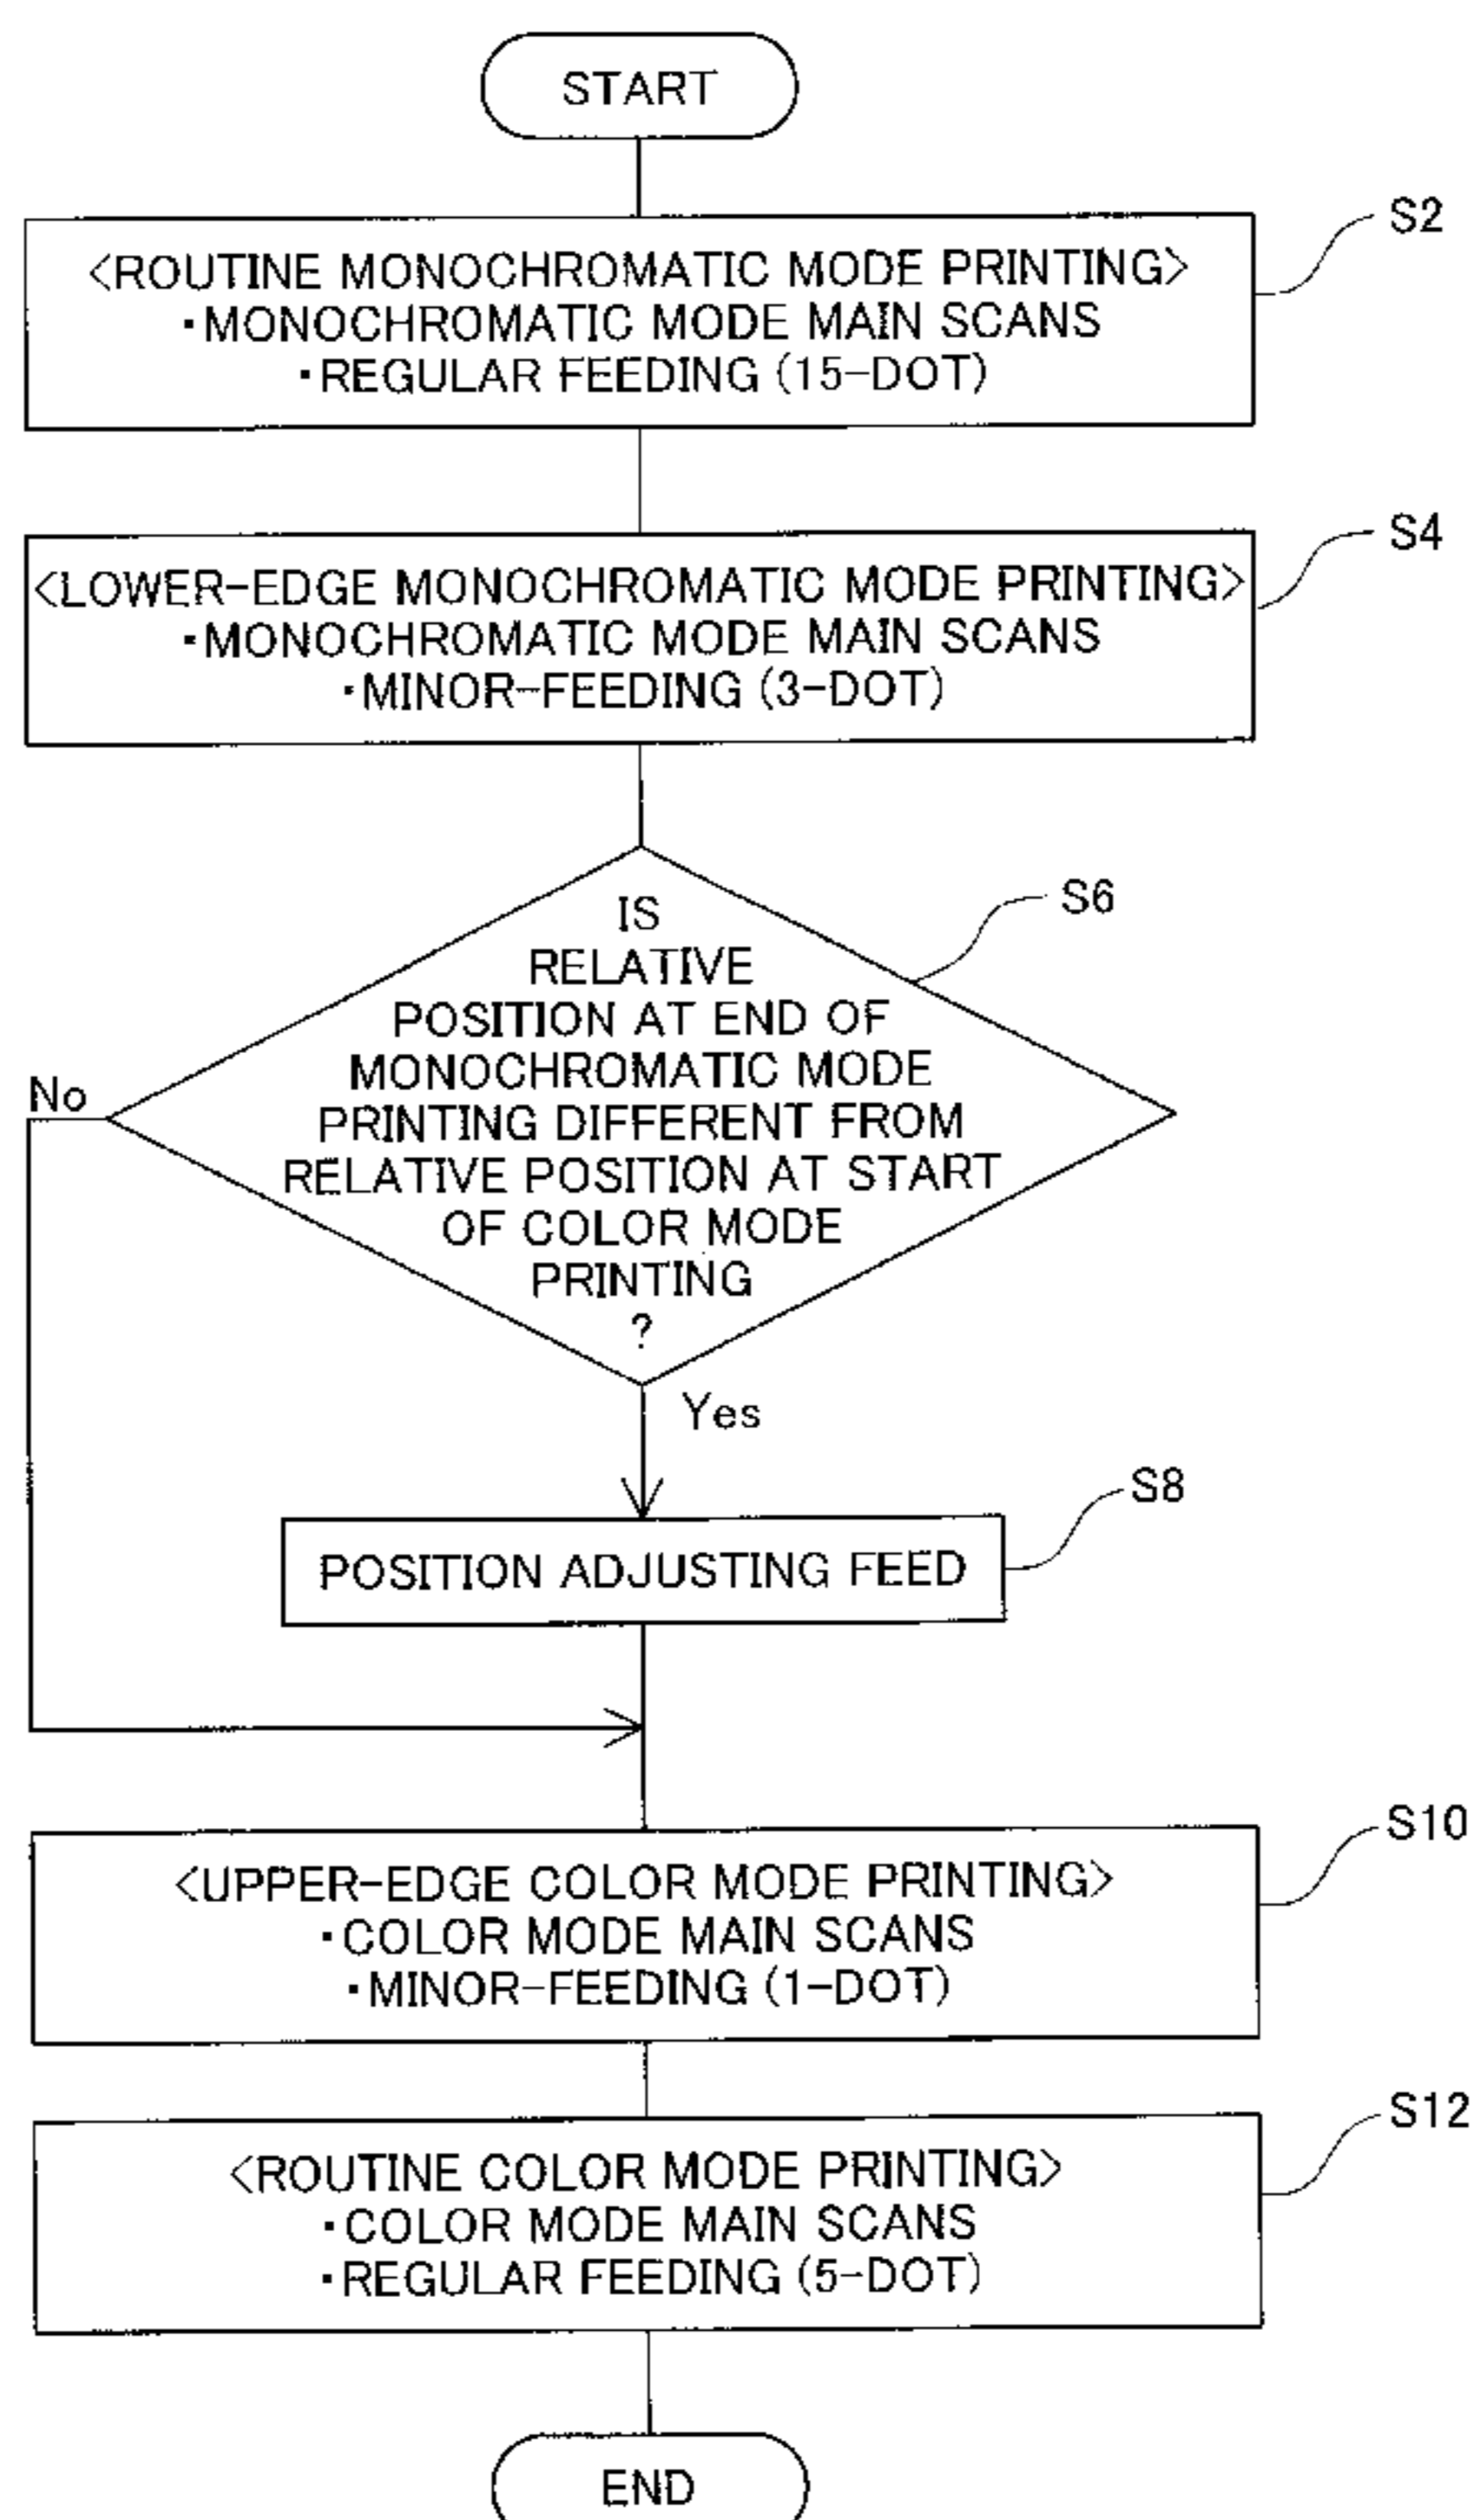 START
S2
<ROUTINE MONOCHROMATIC MODE PRINTING>
・MONOCHROMATIC MODE MAIN SCANS
・REGULAR FEEDING (15-DOT)
S4
<LOWER-EDGE MONOCHROMATIC MODE PRINTING>
・MONOCHROMATIC MODE MAIN SCANS
・MINOR-FEEDING (3-DOT)
S6
IS
RELATIVE
POSITION AT END OF
MONOCHROMATIC MODE
PRINTING DIFFERENT FROM
RELATIVE POSITION AT START
OF COLOR MODE
PRINTING
?
No
Yes
S8
POSITION ADJUSTING FEED
S10
<UPPER-EDGE COLOR MODE PRINTING>
・COLOR MODE MAIN SCANS
・MINOR-FEEDING (1-DOT)
S12
<ROUTINE COLOR MODE PRINTING>
・COLOR MODE MAIN SCANS
・REGULAR FEEDING (5-DOT)
END